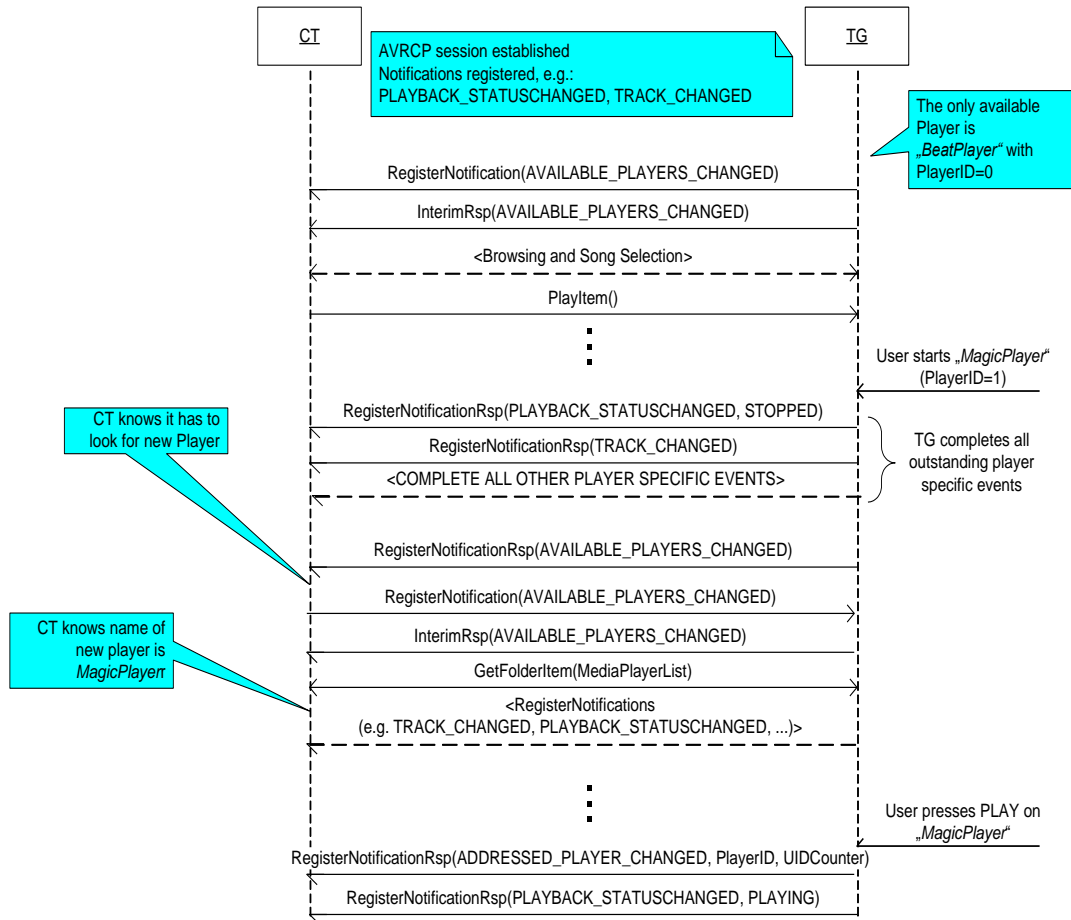 CT
AVRCP session established
Notifications registered, e.g.:
PLAYBACK_STATUSCHANGED, TRACK_CHANGED
TG
The only available
Player is
„BeatPlayer“ with
PlayerID=0
RegisterNotification(AVAILABLE_PLAYERS_CHANGED)
InterimRsp(AVAILABLE_PLAYERS_CHANGED)
<Browsing and Song Selection>
PlayItem()
User starts „MagicPlayer“
(PlayerID=1)
CT knows it has to
look for new Player
RegisterNotificationRsp(PLAYBACK_STATUSCHANGED, STOPPED)
RegisterNotificationRsp(TRACK_CHANGED)
<COMPLETE ALL OTHER PLAYER SPECIFIC EVENTS>
TG completes all
outstanding player
specific events
RegisterNotificationRsp(AVAILABLE_PLAYERS_CHANGED)
RegisterNotification(AVAILABLE_PLAYERS_CHANGED)
CT knows name of
new player is
MagicPlayerr
InterimRsp(AVAILABLE_PLAYERS_CHANGED)
GetFolderItem(MediaPlayerList)
<RegisterNotifications
(e.g. TRACK_CHANGED, PLAYBACK_STATUSCHANGED, ...)>
User presses PLAY on
„MagicPlayer“
RegisterNotificationRsp(ADDRESSED_PLAYER_CHANGED, PlayerID, UIDCounter)
RegisterNotificationRsp(PLAYBACK_STATUSCHANGED, PLAYING)